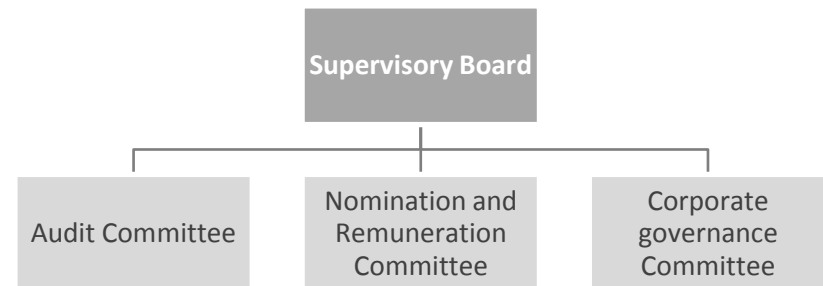 Supervisory Board
Audit Committee
Nomination and
Remuneration
Committee
Corporate
governance
Committee